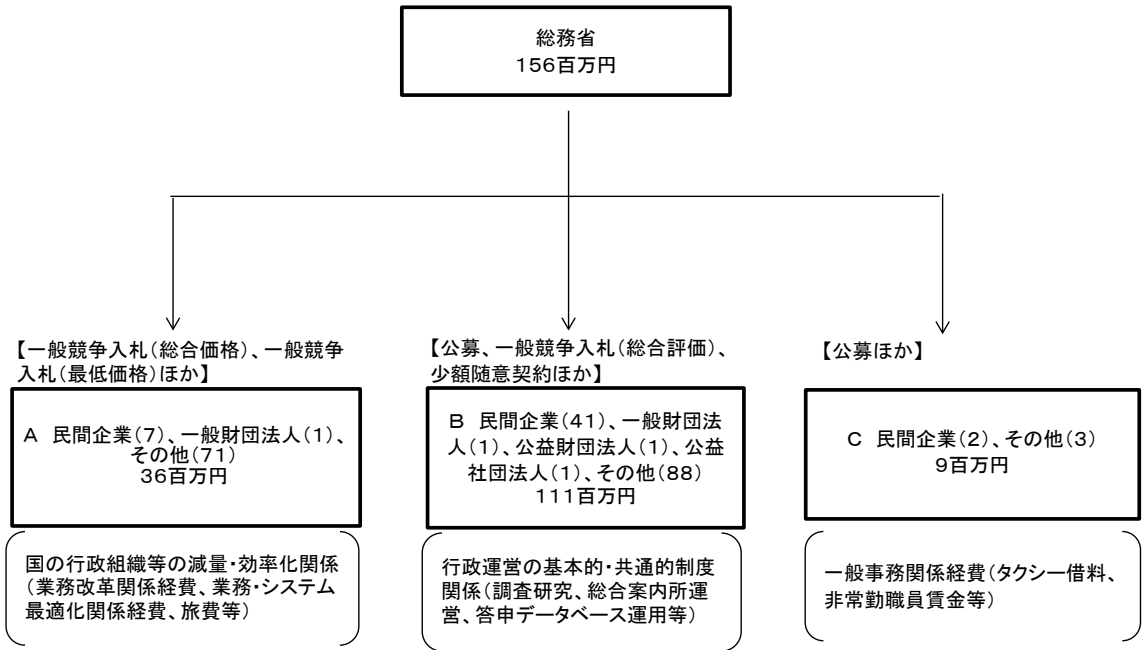 総務省
156百万円
【一般競争入札(総合価格)、一般競争
入札(最低価格)ほか】
A 民間企業(7)、一般財団法人(1)、
その他(71)
36百万円
国の行政組織等の減量・効率化関係
(業務改革関係経費、業務・システム
最適化関係経費、旅費等)
【公募、一般競争入札(総合評価)、
少額随意契約ほか】
B 民間企業(41)、一般財団法
人(1)、公益財団法人(1)、公益
社団法人(1)、その他(88)
111百万円
行政運営の基本的・共通的制度
関係(調査研究、総合案内所運
営、答申データベース運用等)
【公募ほか】
C 民間企業(2)、その他(3)
9百万円
一般事務関係経費(タクシー借料、
非常勤職員賃金等)